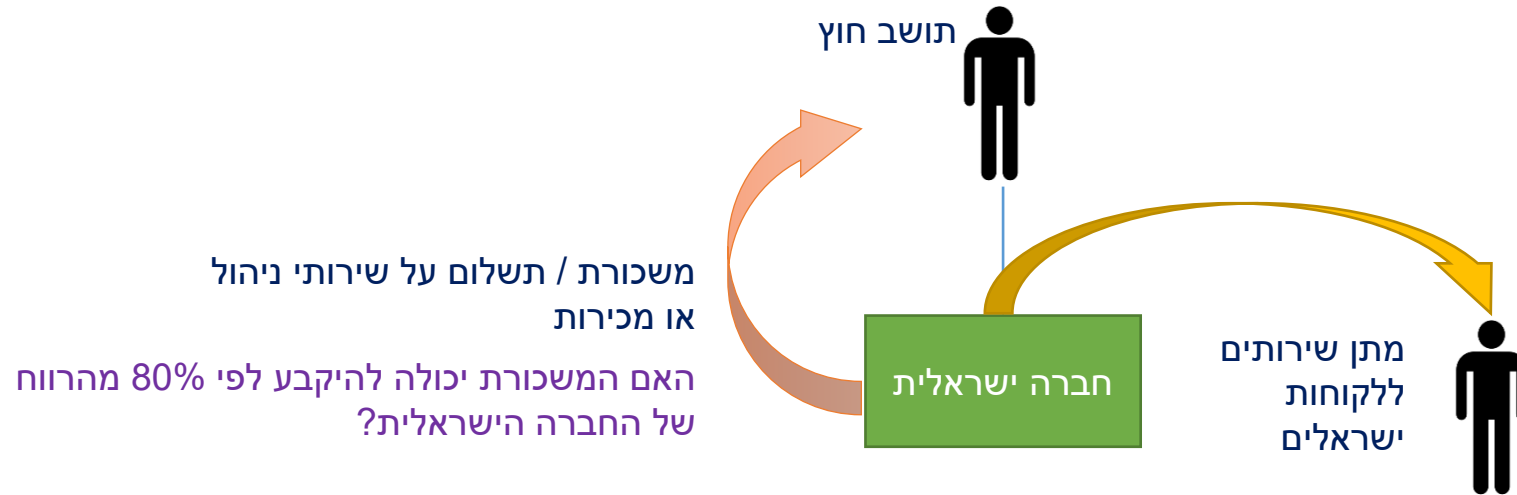 תושב חוץ
משכורת / תשלום על שירותי ניהול
או מכירות
האם המשכורת יכולה להיקבע לפי 80% מהרווח
של החברה הישראלית?
חברה ישראלית
מתן שירותים
ללקוחות
ישראלים